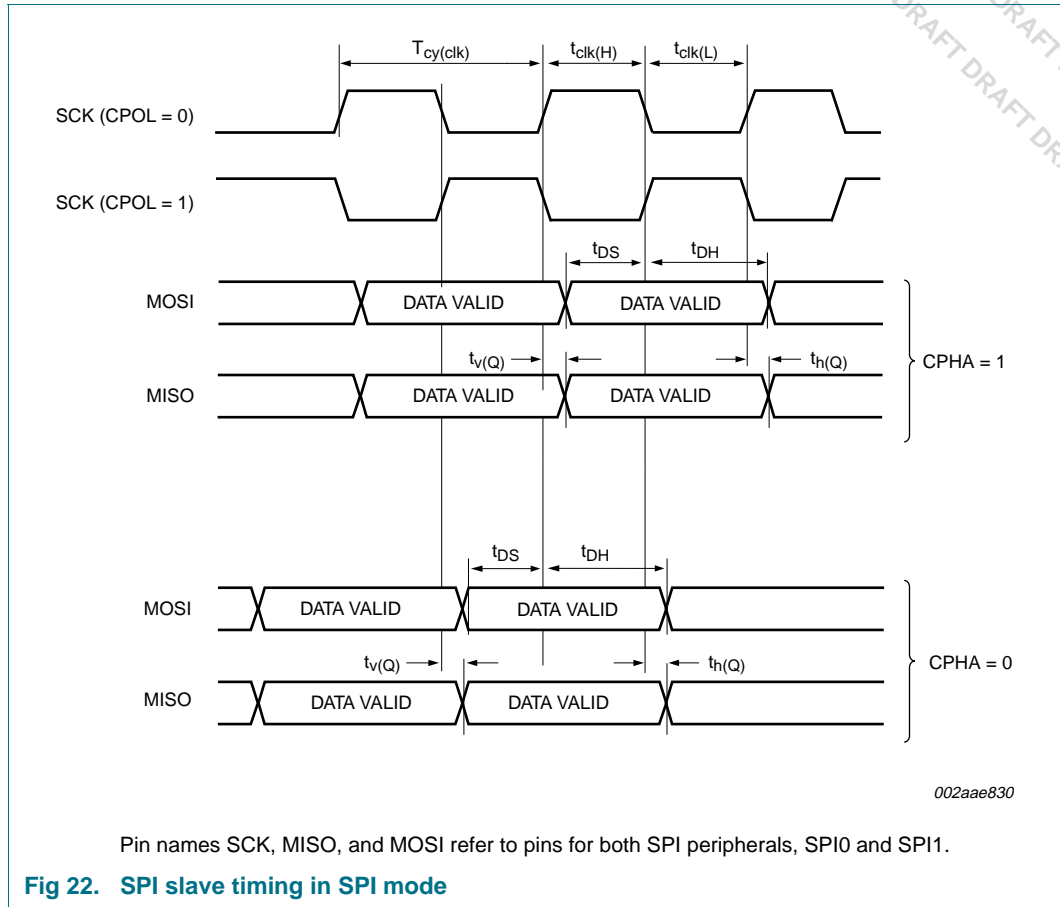 DRAFT DRAFT DRAFT
DRAFT
T_cy(clk) t_clk(H) t_clk(L)
SCK (CPOL = 0)
SCK (CPOL = 1)
t_DS t_DH
MOSI DATA VALID DATA VALID
t_v(Q) t_h(Q)
CPHA = 1
MISO DATA VALID DATA VALID
t_DS t_DH
MOSI DATA VALID DATA VALID
t_v(Q) t_h(Q)
CPHA = 0
MISO DATA VALID DATA VALID
002aae830
Pin names SCK, MISO, and MOSI refer to pins for both SPI peripherals, SPI0 and SPI1.
Fig 22. SPI slave timing in SPI mode